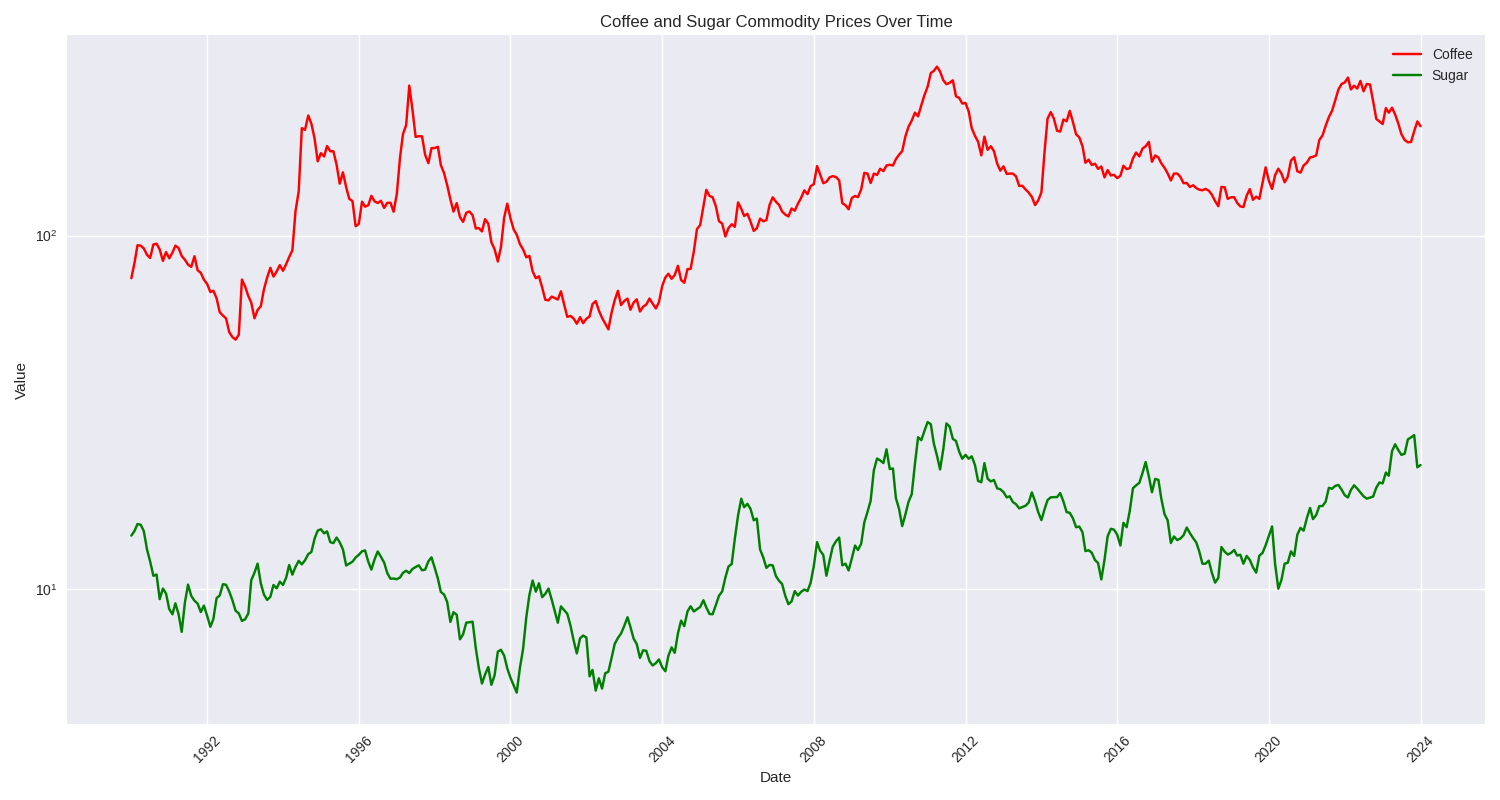 Coffee and Sugar Commodity Prices Over Time
Coffee
Sugar
Value
10²
10¹
1992
1996
2000
2004
2008
2012
2016
2020
2024
Date